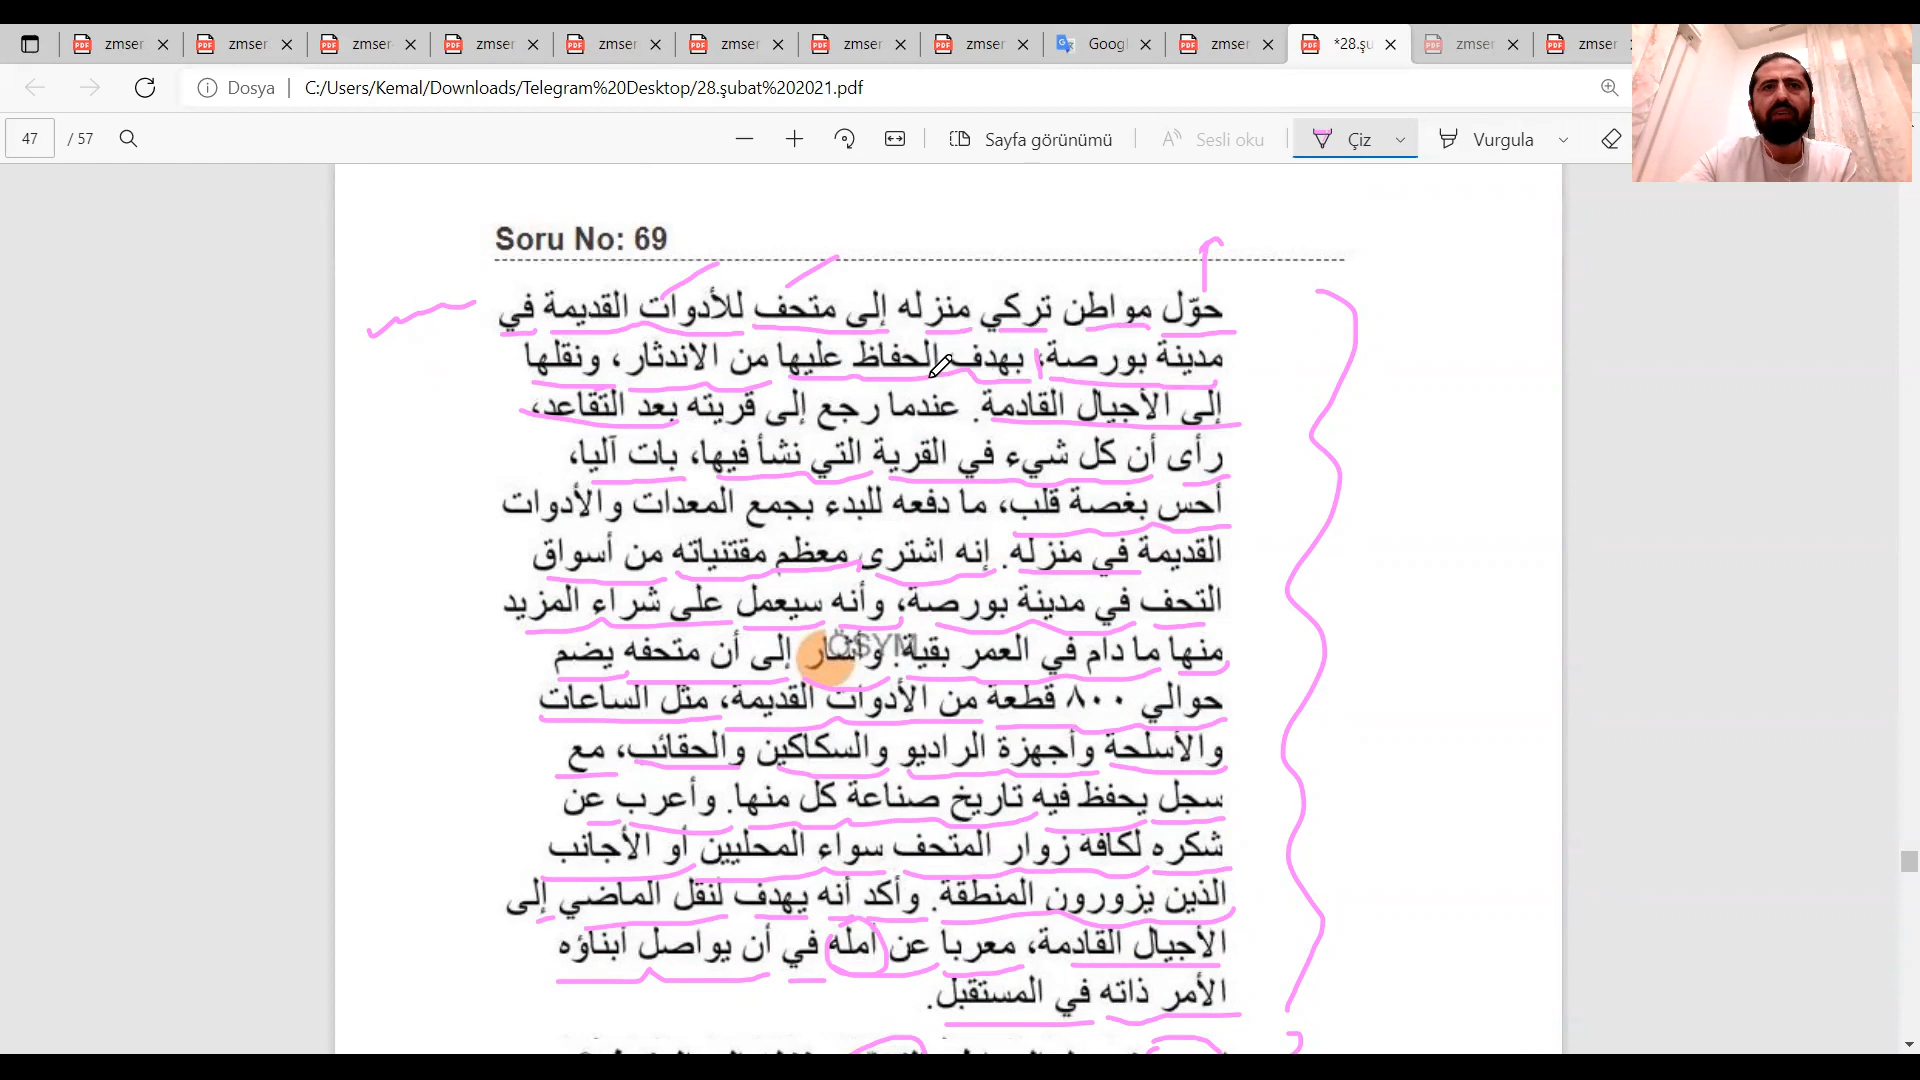 zmser
zmser
zmser
zmser
zmser
zmser
zmser
zmser
Googl
zmser
*28.şu
zmser
zmser
Dosya
C:/Users/Kemal/Downloads/Telegram%20Desktop/28.şubat%202021.pdf
47 / 57
Sayfa görünümü
Sesli oku
Çiz
Vurgula
Soru No: 69
حوّل مواطن تركي منزله إلى متحف للأدوات القديمة في
مدينة بورصة، بهدف الحفاظ عليها من الاندثار، ونقلها
إلى الأجيال القادمة. عندما رجع إلى قريته بعد التقاعد،
رأى أن كل شيء في القرية التي نشأ فيها، بات آليا،
أحس بغصة قلب، ما دفعه للبدء بجمع المعدات والأدوات
القديمة في منزله. إنه اشترى معظم مقتنياته من أسواق
التحف في مدينة بورصة، وأنه سيعمل على شراء المزيد
منها ما دام في العمر بقية. وأشار إلى أن متحفه يضم
ÖSYM
حوالي ٨٠٠ قطعة من الأدوات القديمة، مثل الساعات
والأسلحة وأجهزة الراديو والسكاكين والحقائب، مع
سجل يحفظ فيه تاريخ صناعة كل منها. وأعرب عن
شكره لكافة زوار المتحف سواء المحليين أو الأجانب
الذين يزورون المنطقة. وأكد أنه يهدف لنقل الماضي إلى
الأجيال القادمة، معربا عن أمله في أن يواصل أبناؤه
الأمر ذاته في المستقبل.